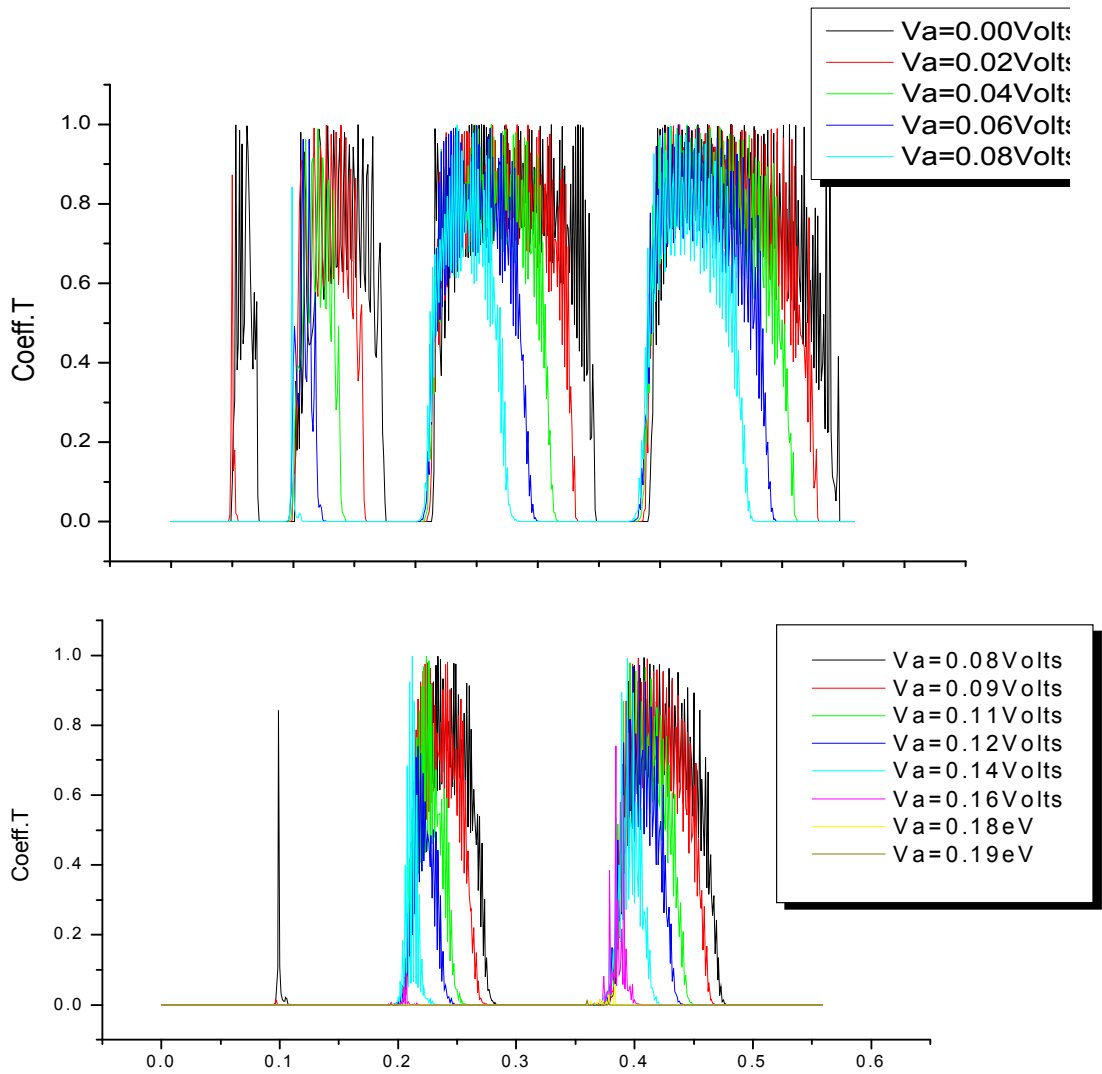 Va=0.00Volts
Va=0.02Volts
Va=0.04Volts
Va=0.06Volts
Va=0.08Volts
1.0
0.8
0.6
0.4
0.2
0.0
Coeff.T
Va=0.08Volts
Va=0.09Volts
Va=0.11Volts
Va=0.12Volts
Va=0.14Volts
Va=0.16Volts
Va=0.18eV
Va=0.19eV
1.0
0.8
0.6
0.4
0.2
0.0
Coeff.T
0.0 0.1 0.2 0.3 0.4 0.5 0.6